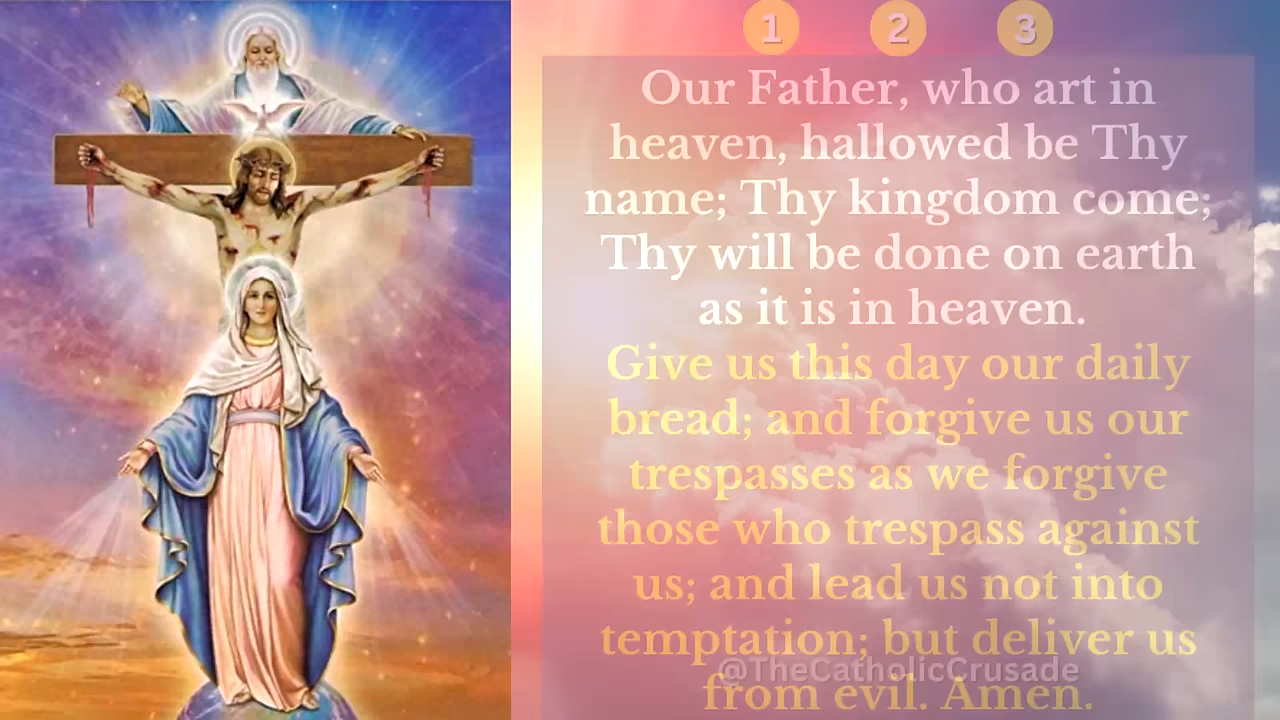 1 2 3
Our Father, who art in
heaven, hallowed be Thy
name; Thy kingdom come;
Thy will be done on earth
as it is in heaven.
Give us this day our daily
bread; and forgive us our
trespasses as we forgive
those who trespass against
us; and lead us not into
temptation; but deliver us
@TheCatholicCrusade
from evil. Amen.